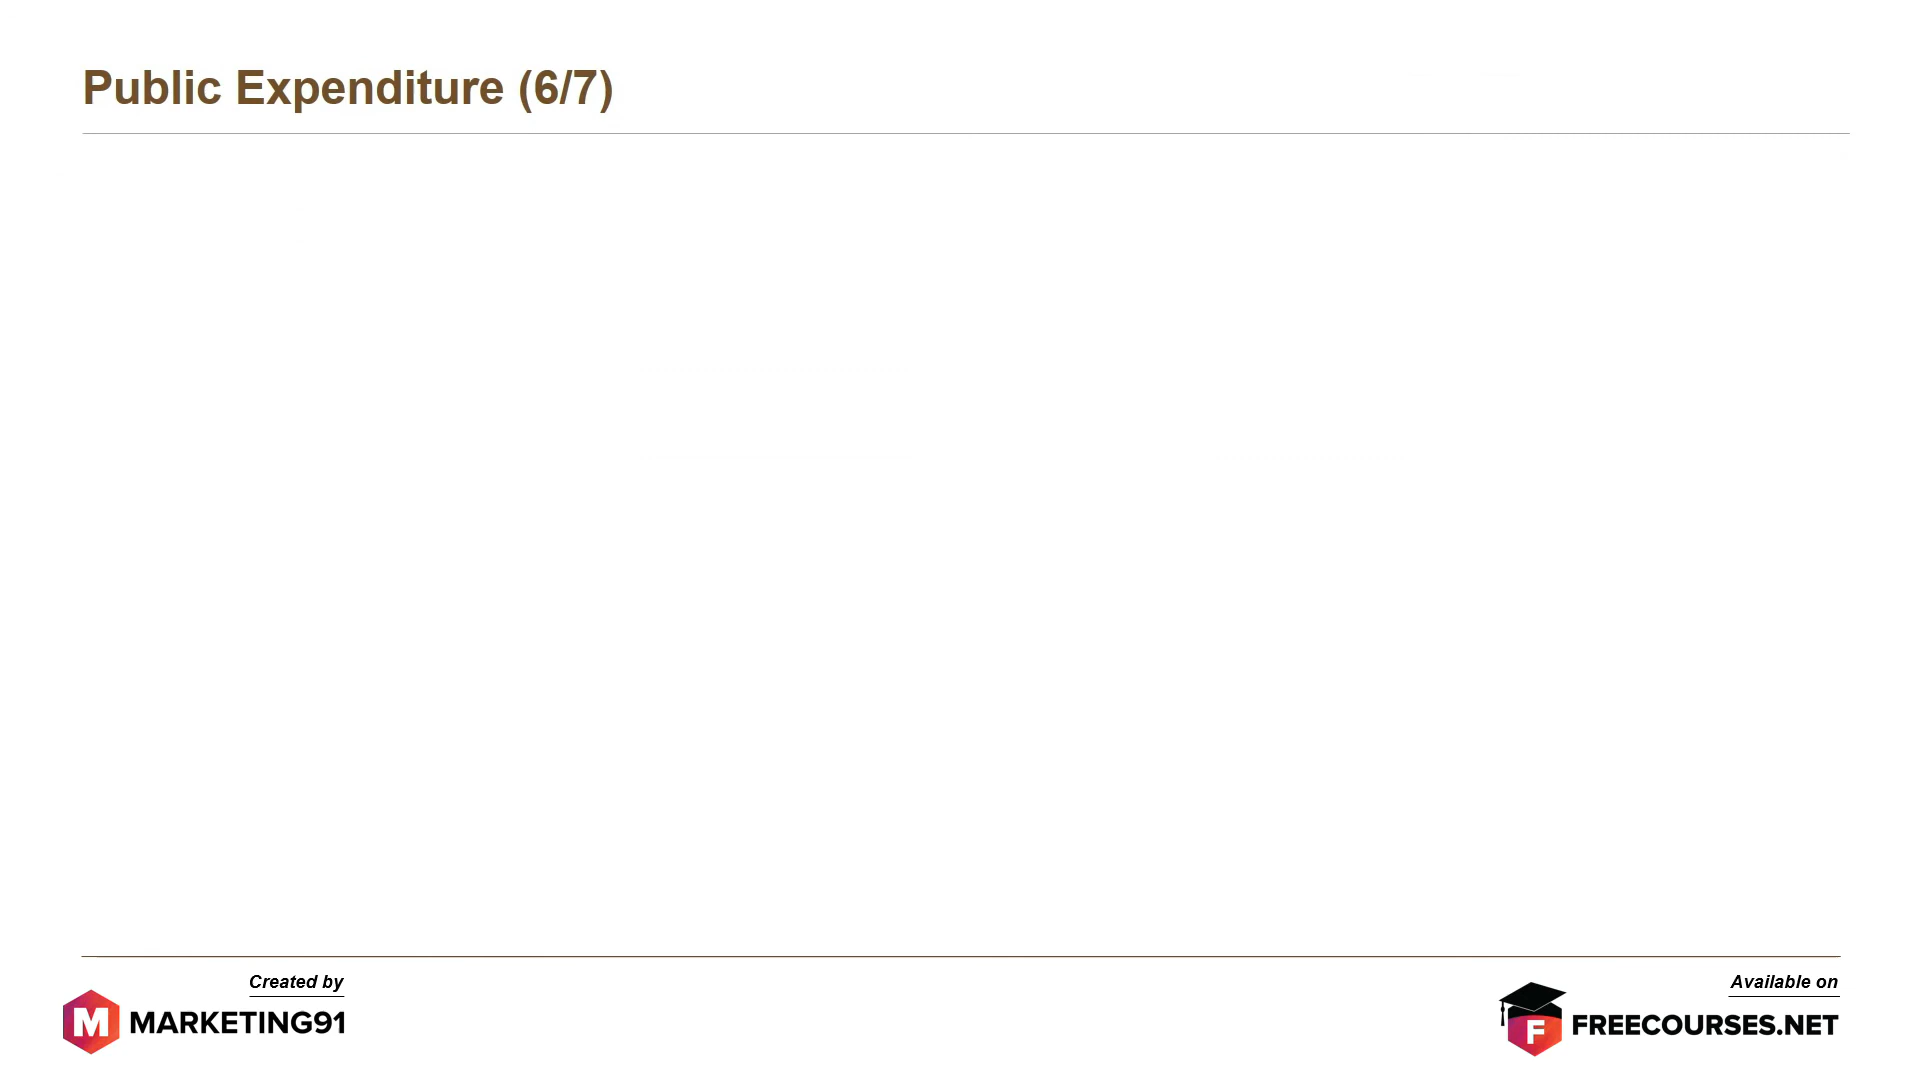 Public Expenditure (6/7)
Created by
M MARKETING91
Available on
F FREECOURSES.NET